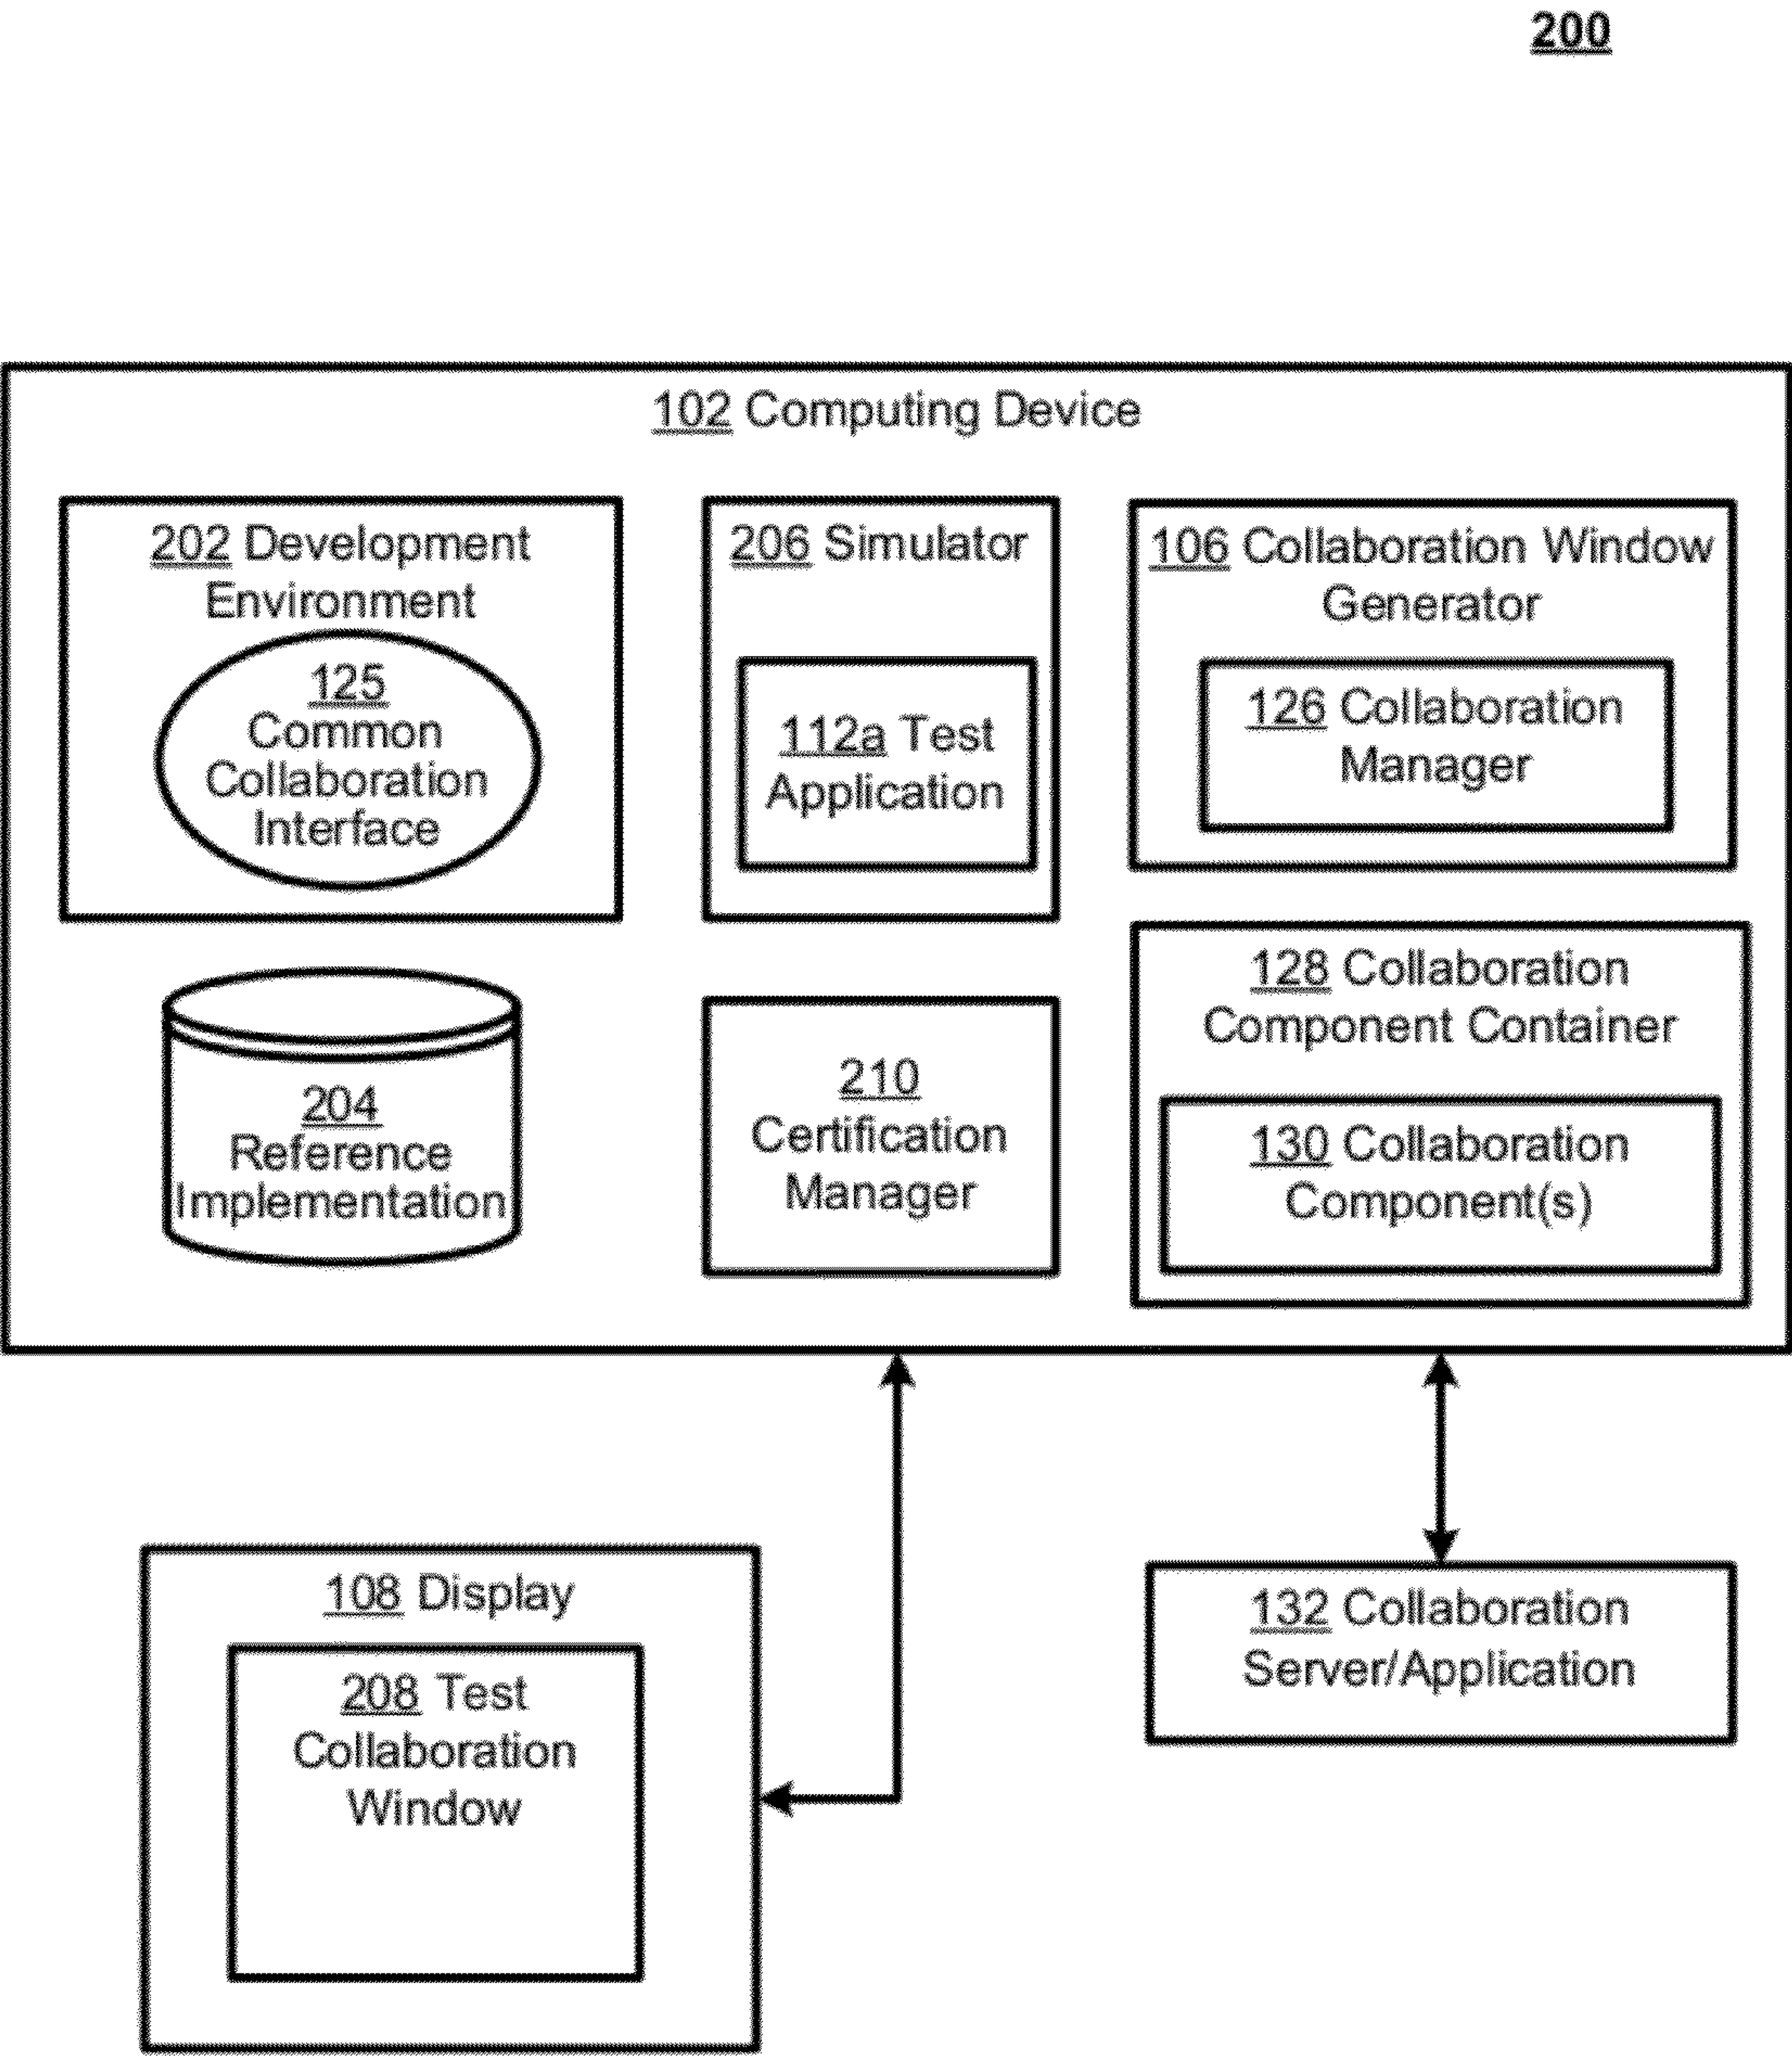 200
102 Computing Device
202 Development
Environment
125
Common
Collaboration
Interface
206 Simulator
112a Test
Application
106 Collaboration Window
Generator
126 Collaboration
Manager
204
Reference
Implementation
210
Certification
Manager
128 Collaboration
Component Container
130 Collaboration
Component(s)
108 Display
208 Test
Collaboration
Window
132 Collaboration
Server/Application